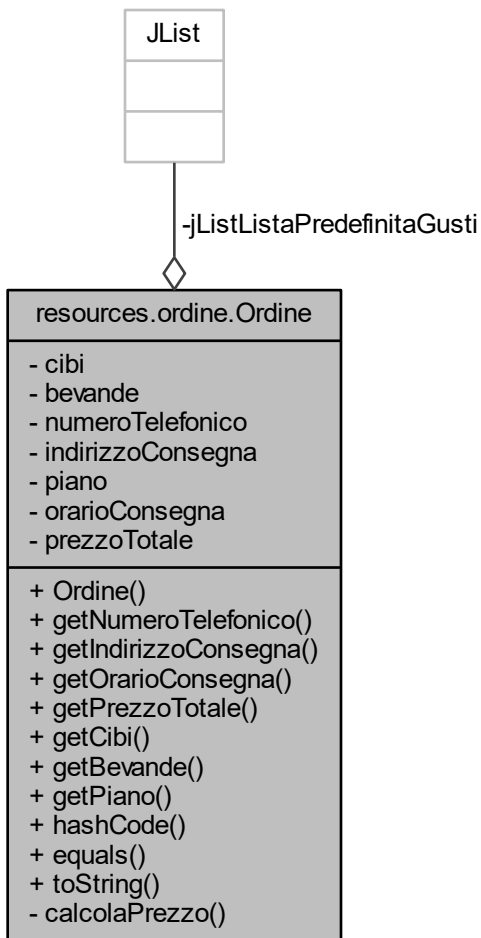 JList
-jListListaPredefinitaGusti
resources.ordine.Ordine
- cibi
- bevande
- numeroTelefonico
- indirizzoConsegna
- piano
- orarioConsegna
- prezzoTotale
+ Ordine()
+ getNumeroTelefonico()
+ getIndirizzoConsegna()
+ getOrarioConsegna()
+ getPrezzoTotale()
+ getCibi()
+ getBevande()
+ getPiano()
+ hashCode()
+ equals()
+ toString()
- calcolaPrezzo()